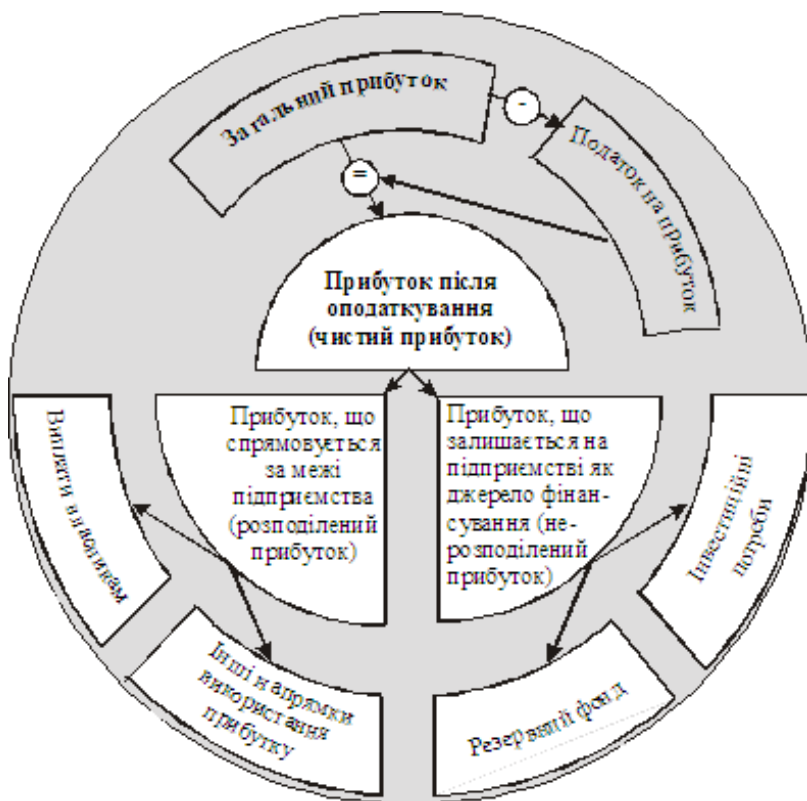 Загальний прибуток
-
Податок на прибуток
=
Прибуток після
оподаткування
(чистий прибуток)
Прибуток, що
спрямовується
за межі
підприємства
(розподілений
прибуток)
Прибуток, що
залишається на
підприємстві як
джерело фінан-
сування (не-
розподілений
прибуток)
Виплати власникам
Інші напрямки
використання
прибутку
Резервний фонд
Інвестиційні
потреби